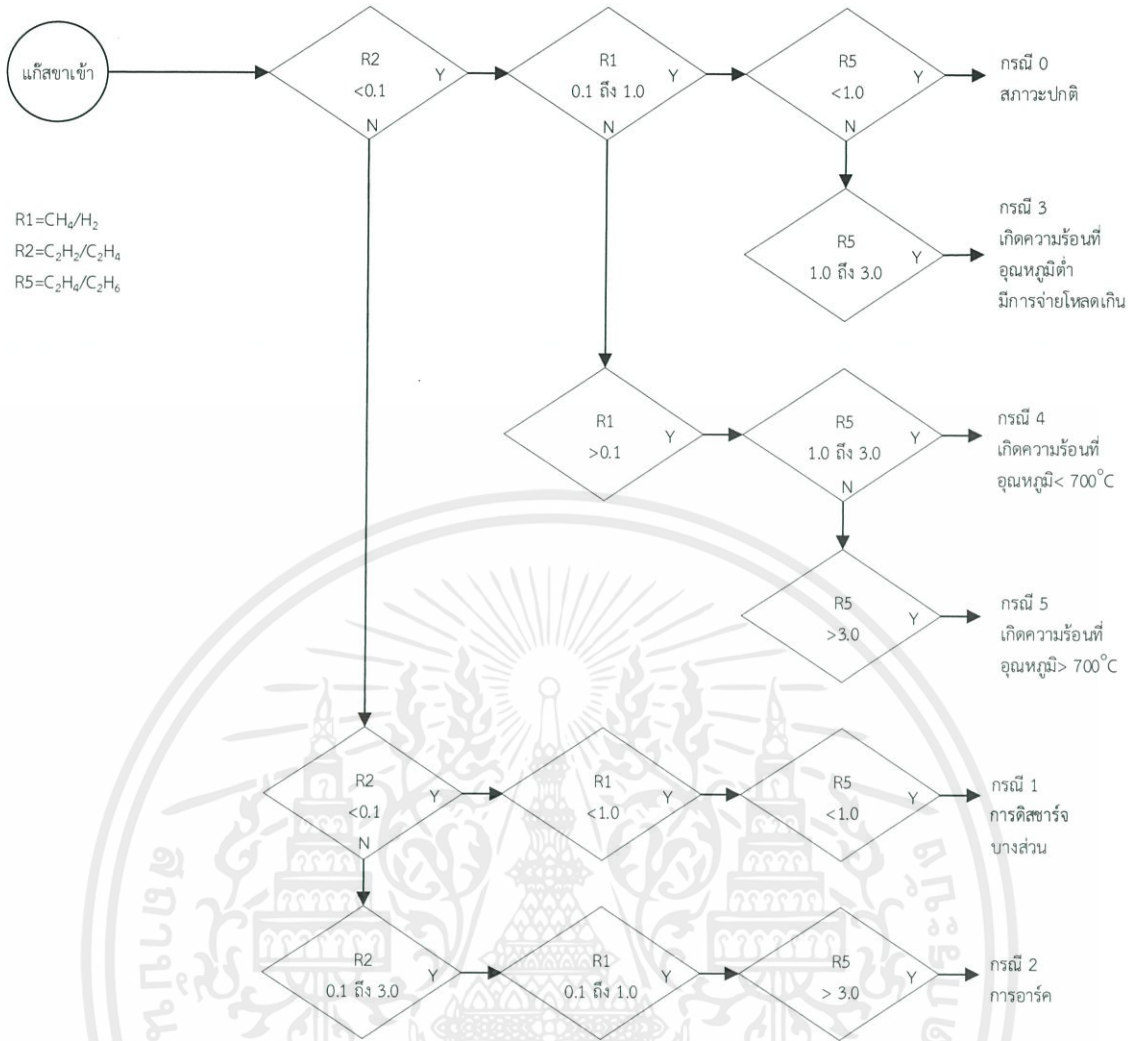 แก๊สขาเข้า
R2
<0.1
Y
N
R1
0.1 ถึง 1.0
Y
N
R5
<1.0
Y
N
กรณี 0
สภาวะปกติ
R1=CH₄/H₂
R2=C₂H₂/C₂H₄
R5=C₂H₄/C₂H₆
R5
1.0 ถึง 3.0
Y
กรณี 3
เกิดความร้อนที่
อุณหภูมิต่ำ
มีการจ่ายโหลดเกิน
R1
>0.1
Y
R5
1.0 ถึง 3.0
Y
N
กรณี 4
เกิดความร้อนที่
อุณหภูมิ< 700°C
R5
>3.0
Y
กรณี 5
เกิดความร้อนที่
อุณหภูมิ> 700°C
R2
<0.1
Y
N
R1
<1.0
Y
R5
<1.0
Y
กรณี 1
การดิสชาร์จ
บางส่วน
R2
0.1 ถึง 3.0
Y
R1
0.1 ถึง 1.0
Y
R5
> 3.0
Y
กรณี 2
การอาร์ค